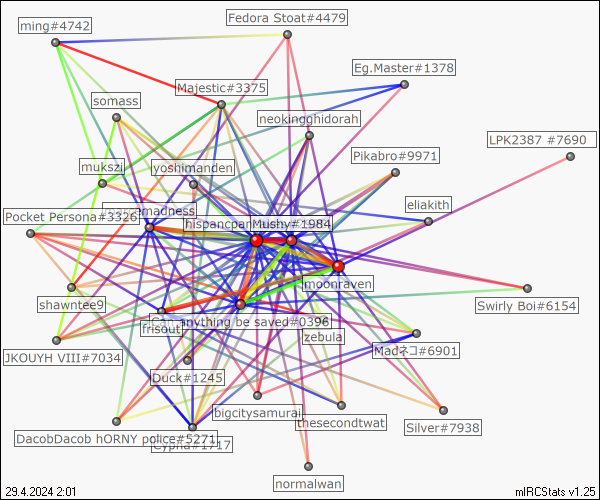 ming#4742
Fedora Stoat#4479
Eg.Master#1378
Majestic#3375
somass
neokingghidorah
LPK2387 #7690
Pikabro#9971
mukszi
yoshimanden
eliakith
Pocket Persona#3326
madness
hispancpar
Mushy#1984
moonraven
shawntee9
Swirly Boi#6154
frisout
anything be saved#0396
zebula
JKOUYH VIII#7034
Madネコ#6901
Duck#1245
bigcitysamurai
thesecondtwat
Silver#7938
DacobDacob hORNY police#5271
Cypria#1717
normalwan
29.4.2024 2:01
mIRCStats v1.25